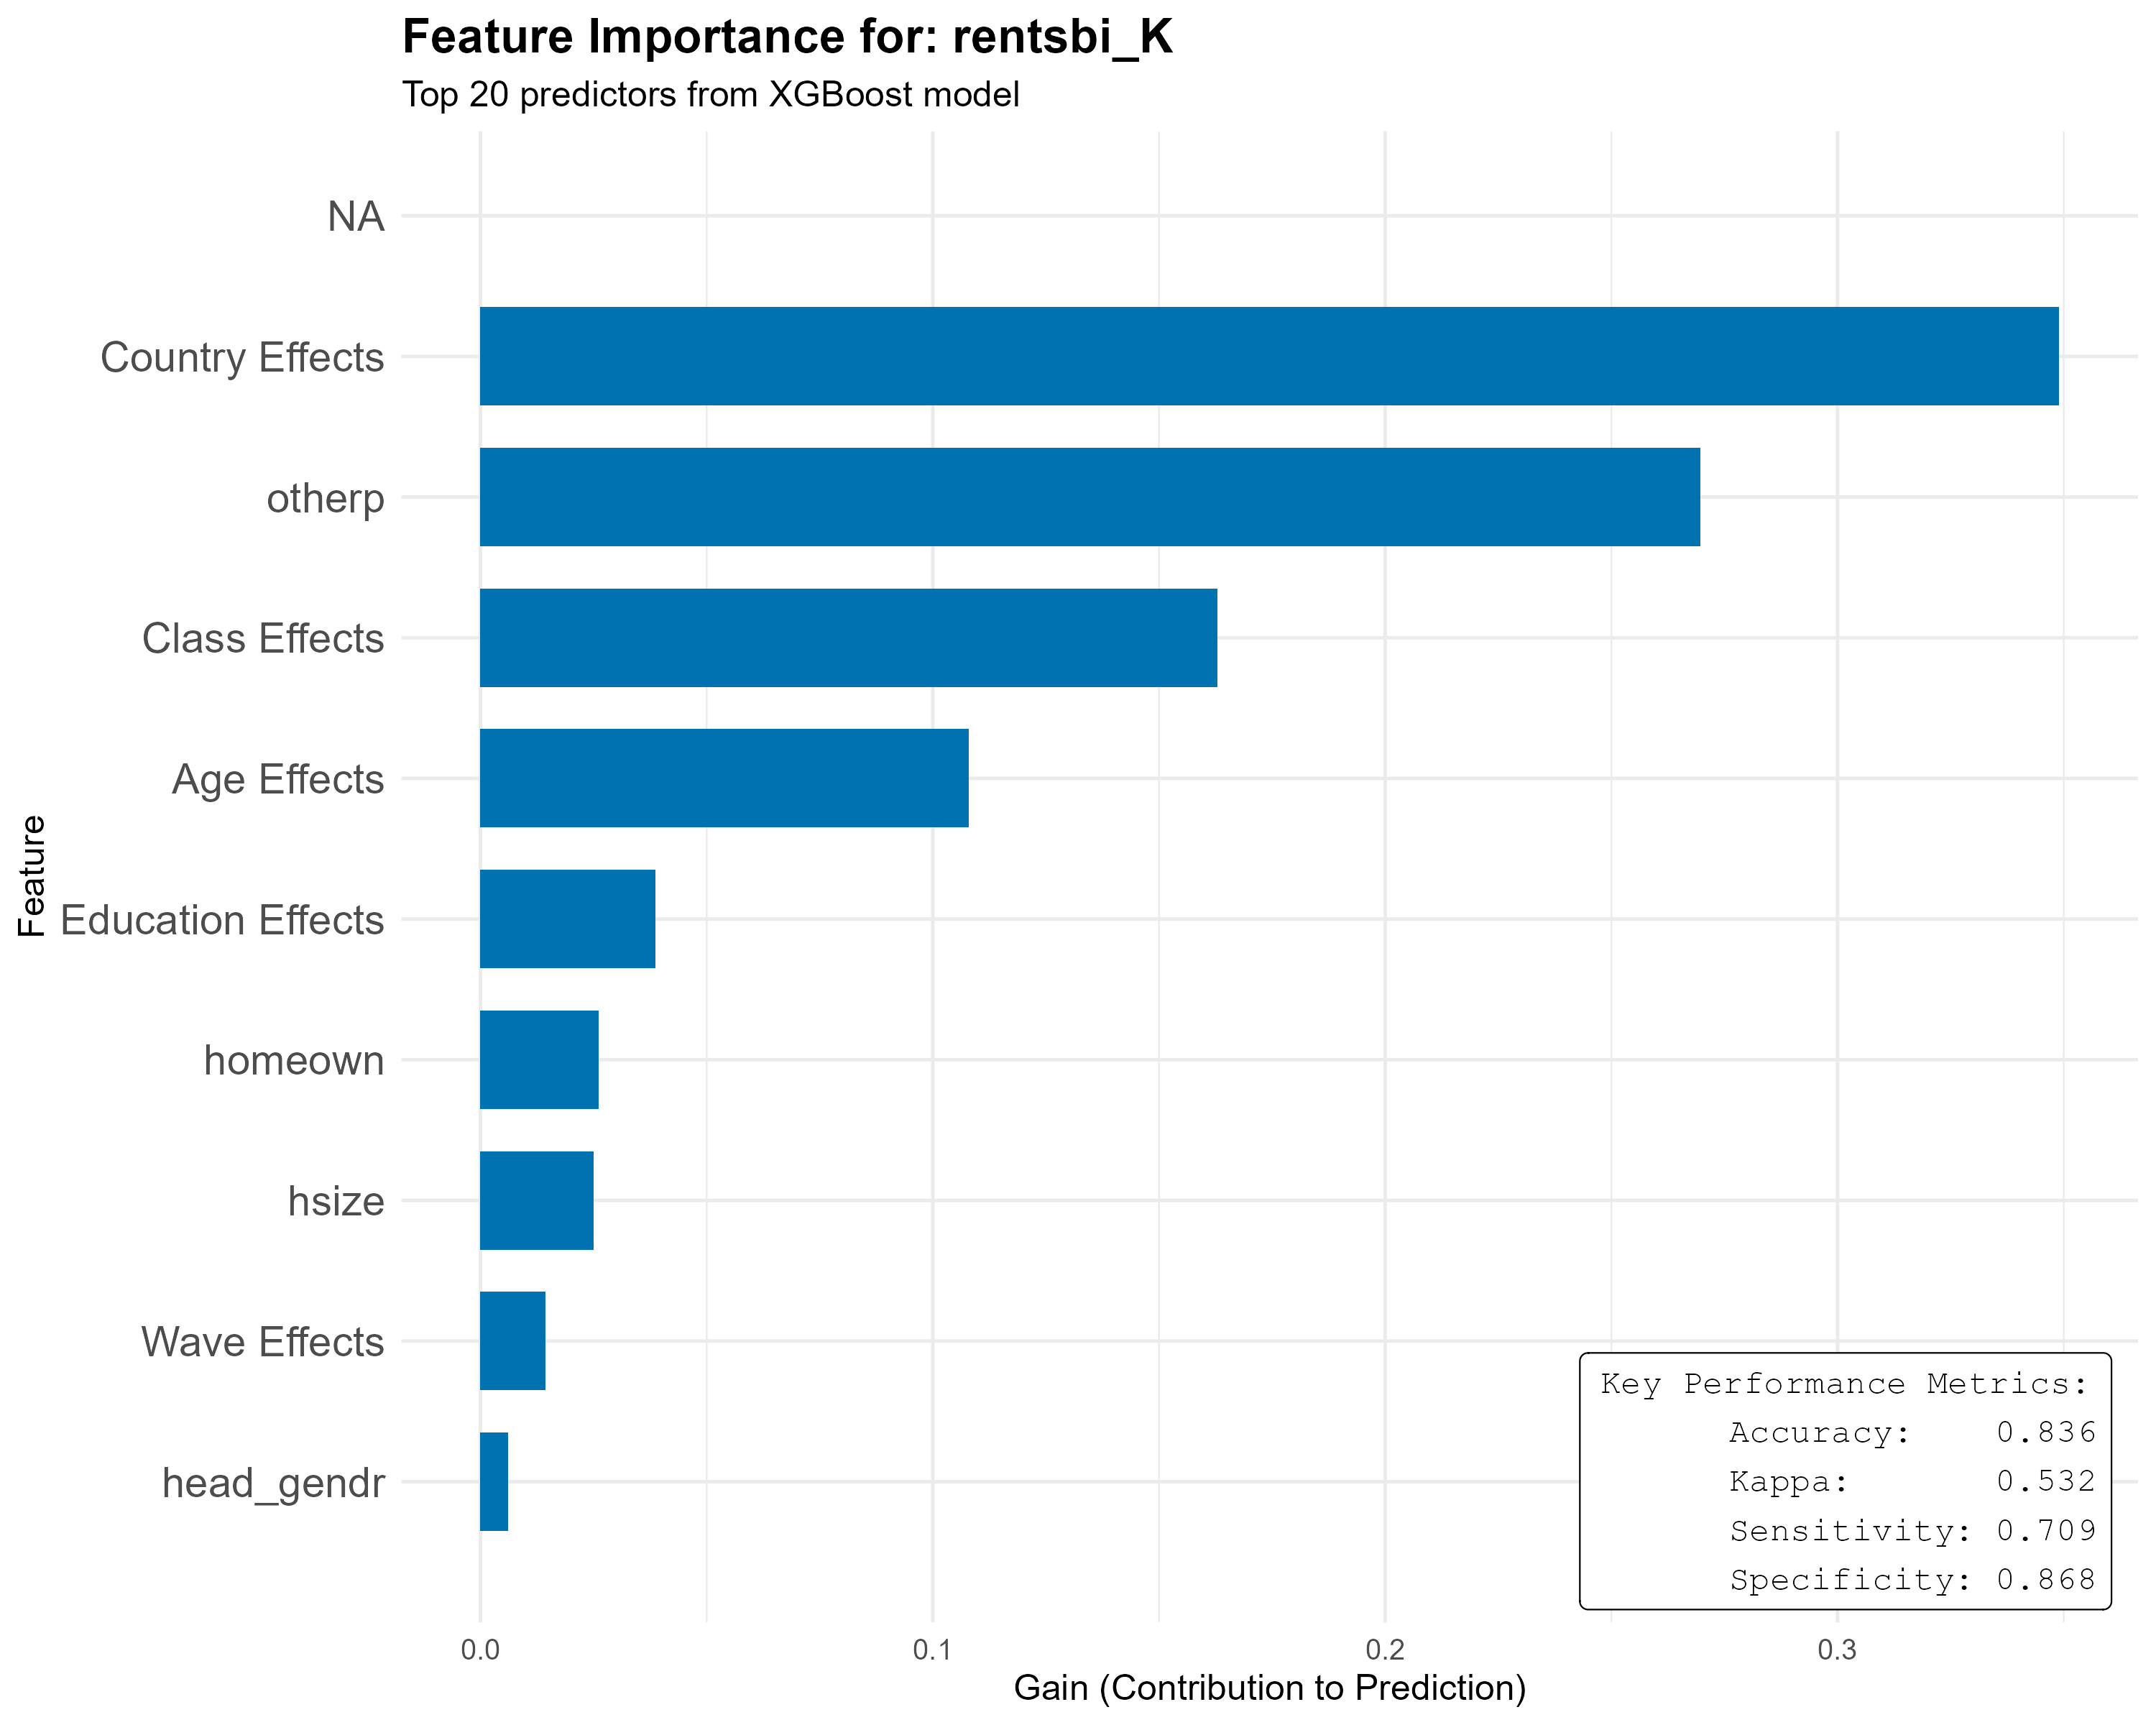 Feature Importance for: rentsbi_K
Top 20 predictors from XGBoost model
Feature
NA
Country Effects
otherp
Class Effects
Age Effects
Education Effects
homeown
hsize
Wave Effects
head_gendr
Key Performance Metrics:
Accuracy: 0.836
Kappa: 0.532
Sensitivity: 0.709
Specificity: 0.868
0.0 0.1 0.2 0.3
Gain (Contribution to Prediction)